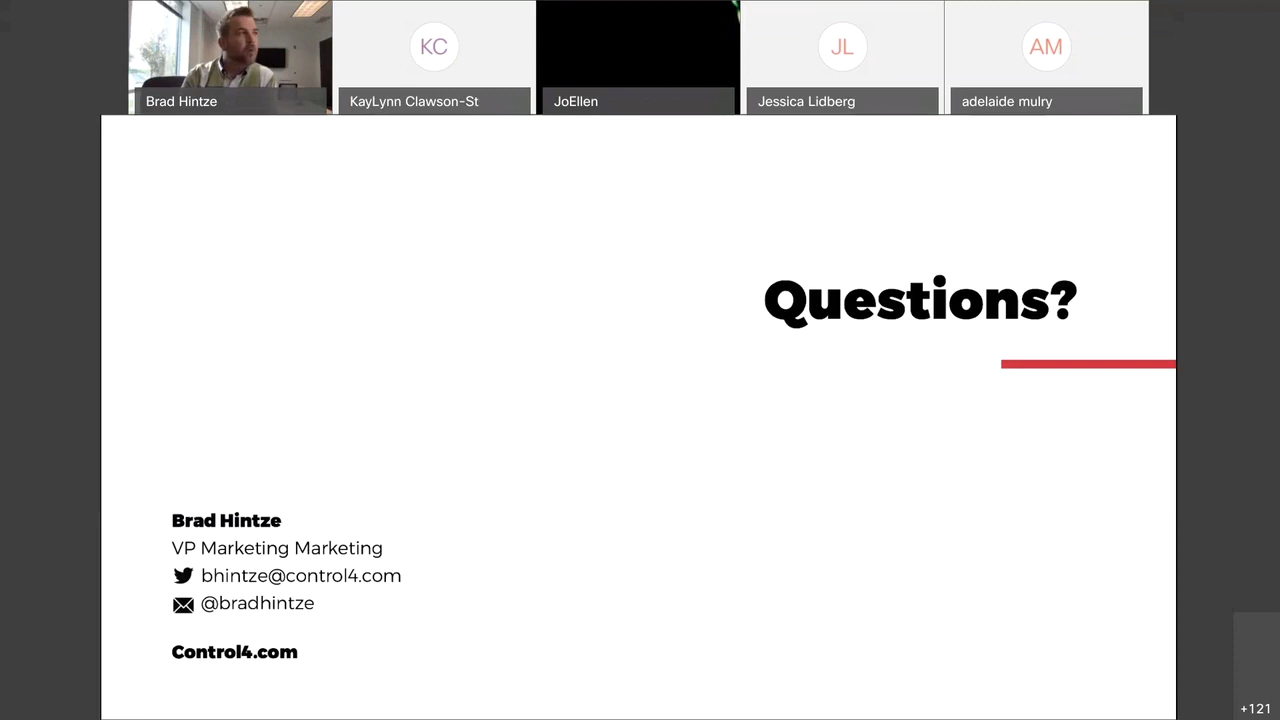 KC
JL
AM
Brad Hintze
KayLynn Clawson-St
JoEllen
Jessica Lidberg
adelaide mulry
Questions?
Brad Hintze
VP Marketing Marketing
bhintze@control4.com
@bradhintze
Control4.com
+121